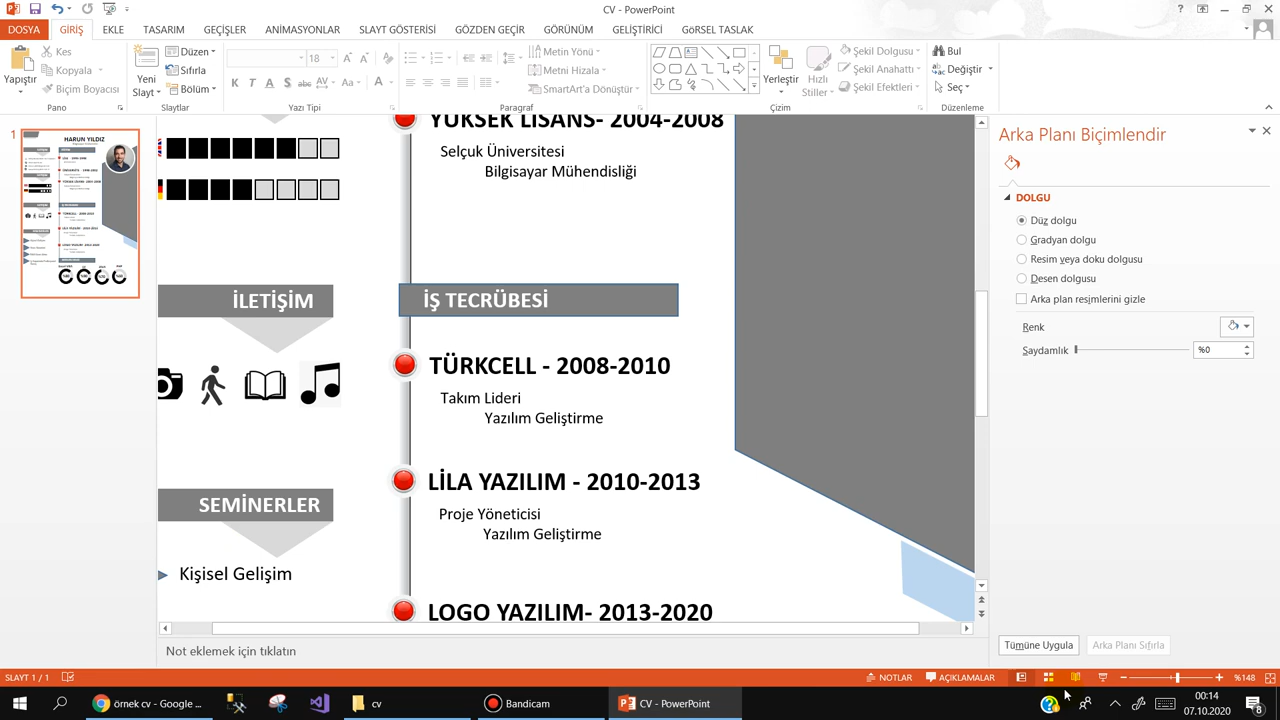 CV - PowerPoint
DOSYA GİRİŞ EKLE TASARIM GEÇİŞLER ANİMASYONLAR SLAYT GÖSTERİSİ GÖZDEN GEÇİR GÖRÜNÜM GELİŞTİRİCİ GöRSEL TASLAK
Yapıştır
Kes
Kopyala
Biçim Boyacısı
Pano
Yeni Slayt
Düzen
Sıfırla
Bölüm
Slaytlar
18
K T A S abc AV Aa A
Yazı Tipi
Metin Yönü
Metni Hizala
SmartArt'a Dönüştür
Paragraf
Yerleştir
Hızlı Stiller
Şekil Dolgusu
Şekil Anahattı
Şekil Efektleri
Çizim
Bul
Değiştir
Seç
Düzenleme
1
HARUN YILDIZ
YÜKSEK LİSANS- 2004-2008
Selçuk Üniversitesi
Bilgisayar Mühendisliği
İLETİŞİM
İŞ TECRÜBESİ
TÜRKCELL - 2008-2010
Takım Lideri
Yazılım Geliştirme
LİLA YAZILIM - 2010-2013
Proje Yöneticisi
Yazılım Geliştirme
SEMİNERLER
Kişisel Gelişim
LOGO YAZILIM- 2013-2020
Not eklemek için tıklatın
Arka Planı Biçimlendir
DOLGU
Düz dolgu
Gradyan dolgu
Resim veya doku dolgusu
Desen dolgusu
Arka plan resimlerini gizle
Renk
Saydamlık
%0
Tümüne Uygula
Arka Planı Sıfırla
SLAYT 1 / 1
NOTLAR
AÇIKLAMALAR
%148
örnek cv - Google ...
cv
Bandicam
CV - PowerPoint
00:14
07.10.2020
8